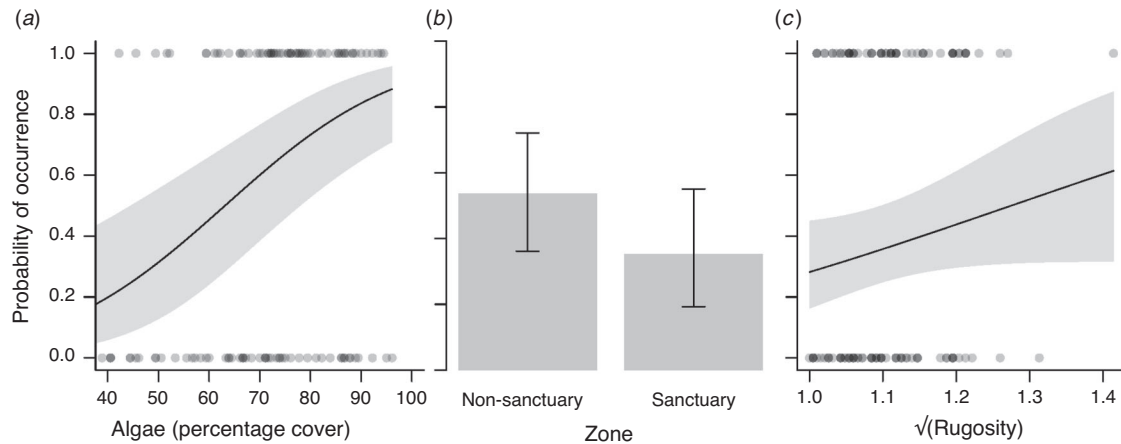 (a)
(b)
(c)
Probability of occurrence
1.0
0.8
0.6
0.4
0.2
0.0
40 50 60 70 80 90 100
Algae (percentage cover)
Non-sanctuary Sanctuary
Zone
1.0 1.1 1.2 1.3 1.4
√(Rugosity)